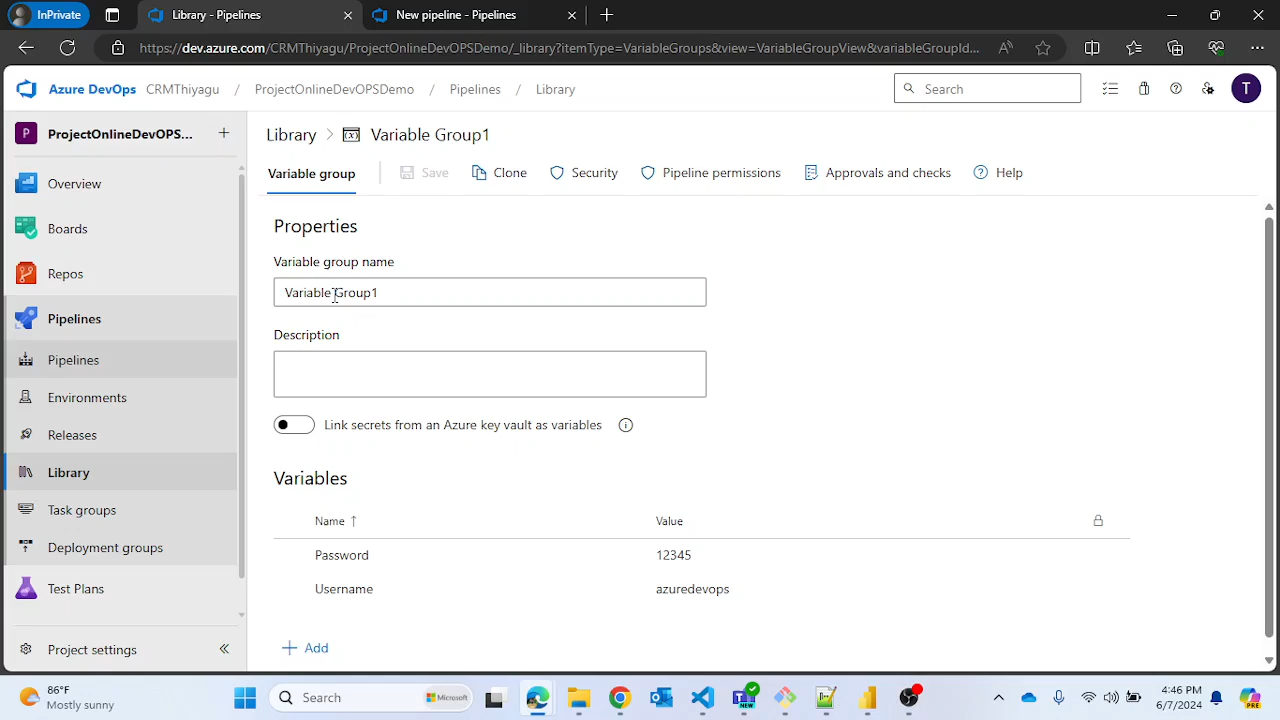 InPrivate
Library - Pipelines
New pipeline - Pipelines
https://dev.azure.com/CRMThiyagu/ProjectOnlineDevOPSDemo/_library?itemType=VariableGroups&view=VariableGroupView&variableGroupId...
Azure DevOps CRMThiyagu / ProjectOnlineDevOPSDemo / Pipelines / Library
Search
T
P ProjectOnlineDevOPS...
Overview
Boards
Repos
Pipelines
Pipelines
Environments
Releases
Library
Task groups
Deployment groups
Test Plans
Project settings
Library > Variable Group1
Variable group Save Clone Security Pipeline permissions Approvals and checks Help
Properties
Variable group name
Variable Group1
Description
Link secrets from an Azure key vault as variables
Variables
Name ↑ Value
Password 12345
Username azuredevops
+ Add
86°F
Mostly sunny
Search
Microsoft
NEW
4:46 PM
6/7/2024
PRE